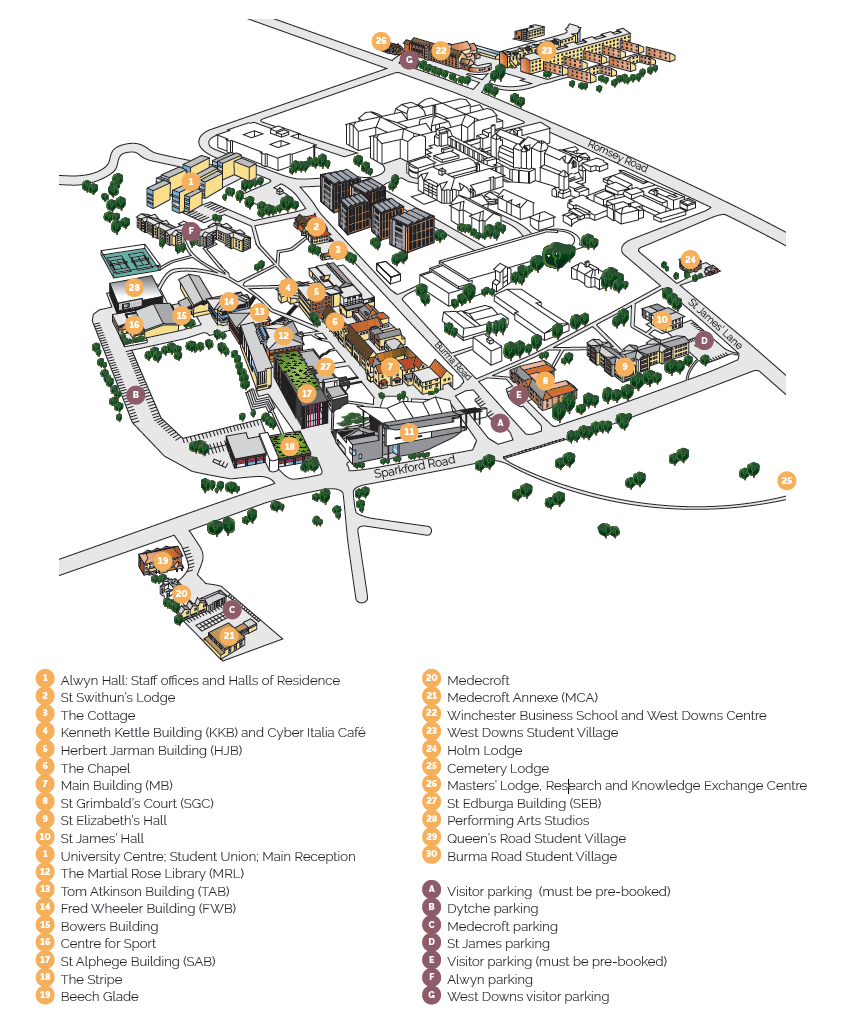 26
22
23
G
Romsey Road
1
F
2
3
24
28
4
5
14
13
15
16
6
12
10
St James' Lane
D
9
Burma Road
7
27
8
E
B
17
A
11
18
Sparkford Road
25
19
20
C
21
1 Alwyn Hall: Staff offices and Halls of Residence
2 St Swithun's Lodge
3 The Cottage
4 Kenneth Kettle Building (KKB) and Cyber Italia Café
5 Herbert Jarman Building (HJB)
6 The Chapel
7 Main Building (MB)
8 St Grimbald's Court (SGC)
9 St Elizabeth's Hall
10 St James' Hall
1 University Centre; Student Union; Main Reception
12 The Martial Rose Library (MRL)
13 Tom Atkinson Building (TAB)
14 Fred Wheeler Building (FWB)
15 Bowers Building
16 Centre for Sport
17 St Alphege Building (SAB)
18 The Stripe
19 Beech Glade
20 Medecroft
21 Medecroft Annexe (MCA)
22 Winchester Business School and West Downs Centre
23 West Downs Student Village
24 Holm Lodge
25 Cemetery Lodge
26 Masters' Lodge, Research and Knowledge Exchange Centre
27 St Edburga Building (SEB)
28 Performing Arts Studios
29 Queen's Road Student Village
30 Burma Road Student Village
A Visitor parking (must be pre-booked)
B Dytche parking
C Medecroft parking
D St James parking
E Visitor parking (must be pre-booked)
F Alwyn parking
G West Downs visitor parking